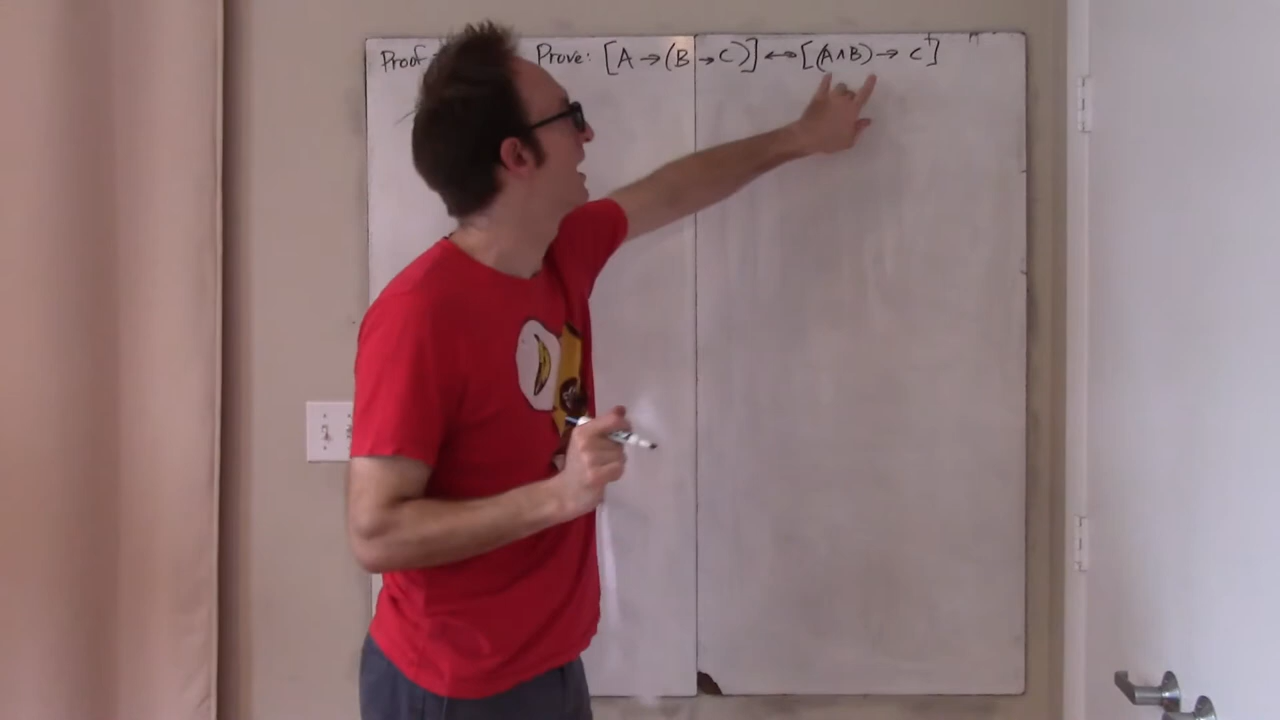 Proof Prove: [A → (B → C)] ↔ [(A ∧ B) → C]